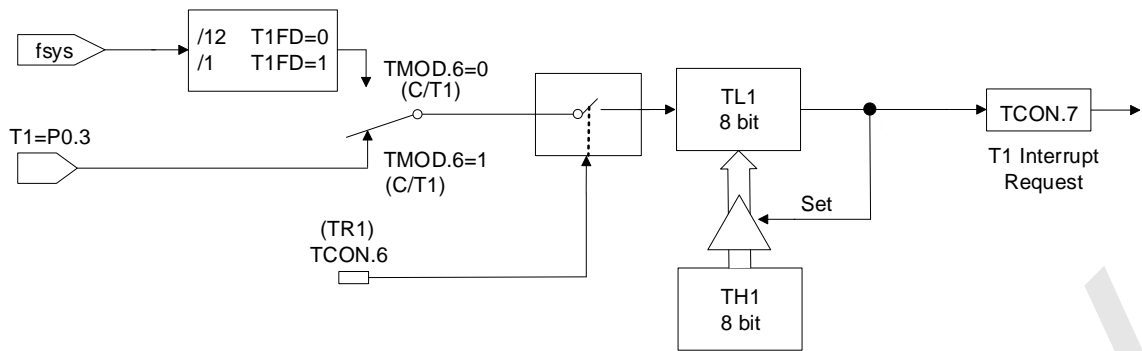 fsys
/12 T1FD=0
/1 T1FD=1
TMOD.6=0
(C/T1)
T1=P0.3
TMOD.6=1
(C/T1)
(TR1)
TCON.6
TL1
8 bit
TCON.7
T1 Interrupt
Request
Set
TH1
8 bit